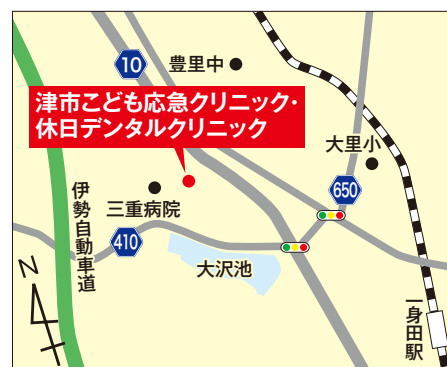 10
豊里中
津市こども応急クリニック・
休日デンタルクリニック
大里小
650
三重病院
伊勢自動車道
410
大沢池
N
一身田駅